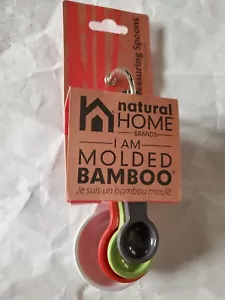 Measuring Spoons
natural
HOME
BRANDS
I AM
MOLDED
BAMBOO
Je suis un bambou moulé